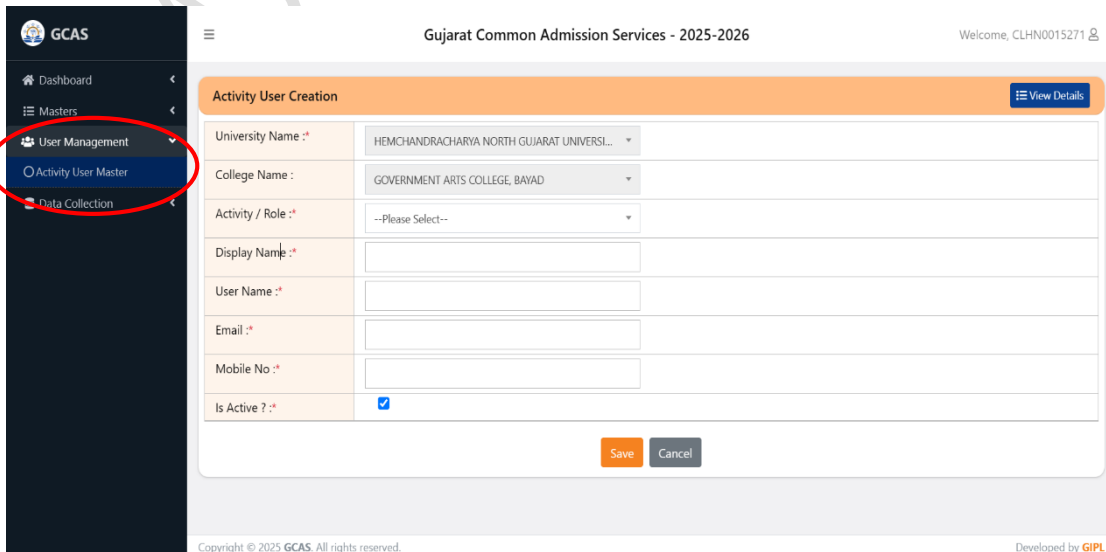 GCAS
Gujarat Common Admission Services - 2025-2026
Welcome, CLHN0015271
Dashboard
Masters
User Management
Activity User Master
Data Collection
Activity User Creation
View Details
University Name :*
HEMCHANDRACHARYA NORTH GUJARAT UNIVERSI...
College Name :
GOVERNMENT ARTS COLLEGE, BAYAD
Activity / Role :*
--Please Select--
Display Name :*
User Name :*
Email :*
Mobile No :*
Is Active ? :*
Save
Cancel
Copyright © 2025 GCAS. All rights reserved.
Developed by GIPL